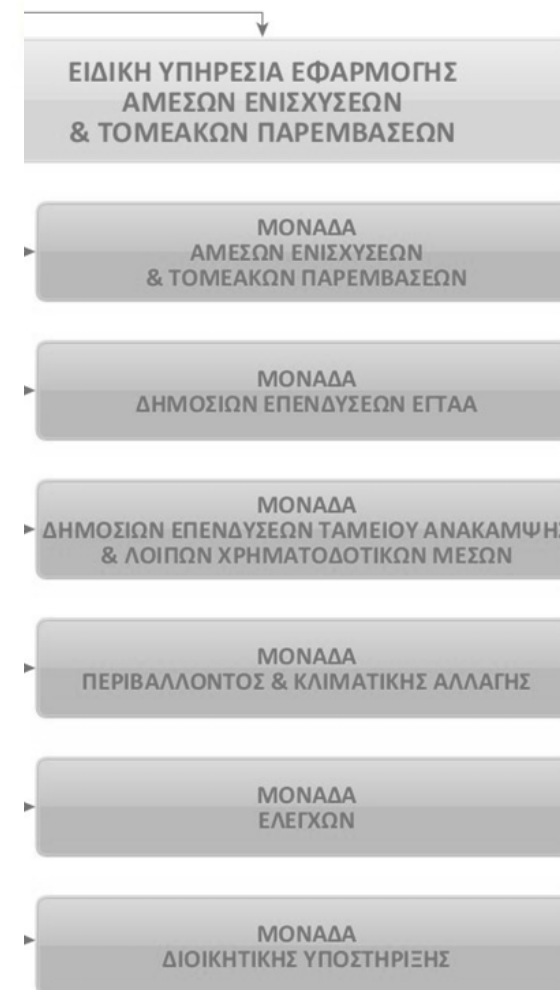 ΕΙΔΙΚΗ ΥΠΗΡΕΣΙΑ ΕΦΑΡΜΟΓΗΣ
ΑΜΕΣΩΝ ΕΝΙΣΧΥΣΕΩΝ
& ΤΟΜΕΑΚΩΝ ΠΑΡΕΜΒΑΣΕΩΝ
ΜΟΝΑΔΑ
ΑΜΕΣΩΝ ΕΝΙΣΧΥΣΕΩΝ
& ΤΟΜΕΑΚΩΝ ΠΑΡΕΜΒΑΣΕΩΝ
ΜΟΝΑΔΑ
ΔΗΜΟΣΙΩΝ ΕΠΕΝΔΥΣΕΩΝ ΕΓΤΑΑ
ΜΟΝΑΔΑ
ΔΗΜΟΣΙΩΝ ΕΠΕΝΔΥΣΕΩΝ ΤΑΜΕΙΟΥ ΑΝΑΚΑΜΨΗΣ
& ΛΟΙΠΩΝ ΧΡΗΜΑΤΟΔΟΤΙΚΩΝ ΜΕΣΩΝ
ΜΟΝΑΔΑ
ΠΕΡΙΒΑΛΛΟΝΤΟΣ & ΚΛΙΜΑΤΙΚΗΣ ΑΛΛΑΓΗΣ
ΜΟΝΑΔΑ
ΕΛΕΓΧΩΝ
ΜΟΝΑΔΑ
ΔΙΟΙΚΗΤΙΚΗΣ ΥΠΟΣΤΗΡΙΞΗΣ